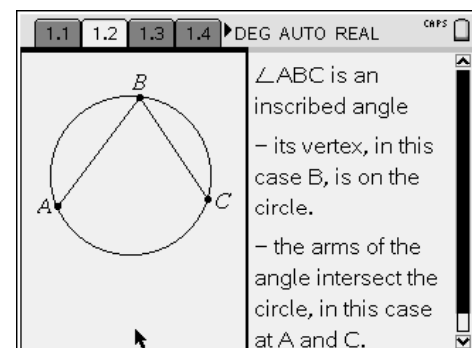 1.1 1.2 1.3 1.4 DEG AUTO REAL CAPS
B
A
C
∠ABC is an
inscribed angle
– its vertex, in this
case B, is on the
circle.
– the arms of the
angle intersect the
circle, in this case
at A and C.